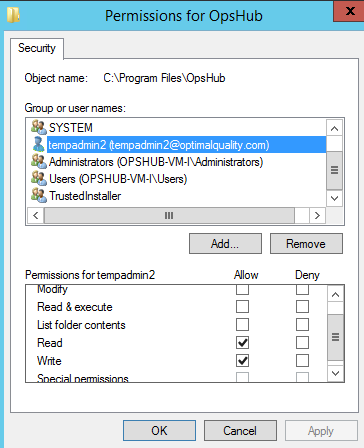 Permissions for OpsHub
Security
Object name: C:\Program Files\OpsHub
Group or user names:
SYSTEM
tempadmin2 (tempadmin2@optimalquality.com)
Administrators (OPSHUB-VM-I\Administrators)
Users (OPSHUB-VM-I\Users)
TrustedInstaller
Add... Remove
Permissions for tempadmin2 Allow Deny
Modify
Read & execute
List folder contents
Read
Write
Special permissions
OK Cancel Apply